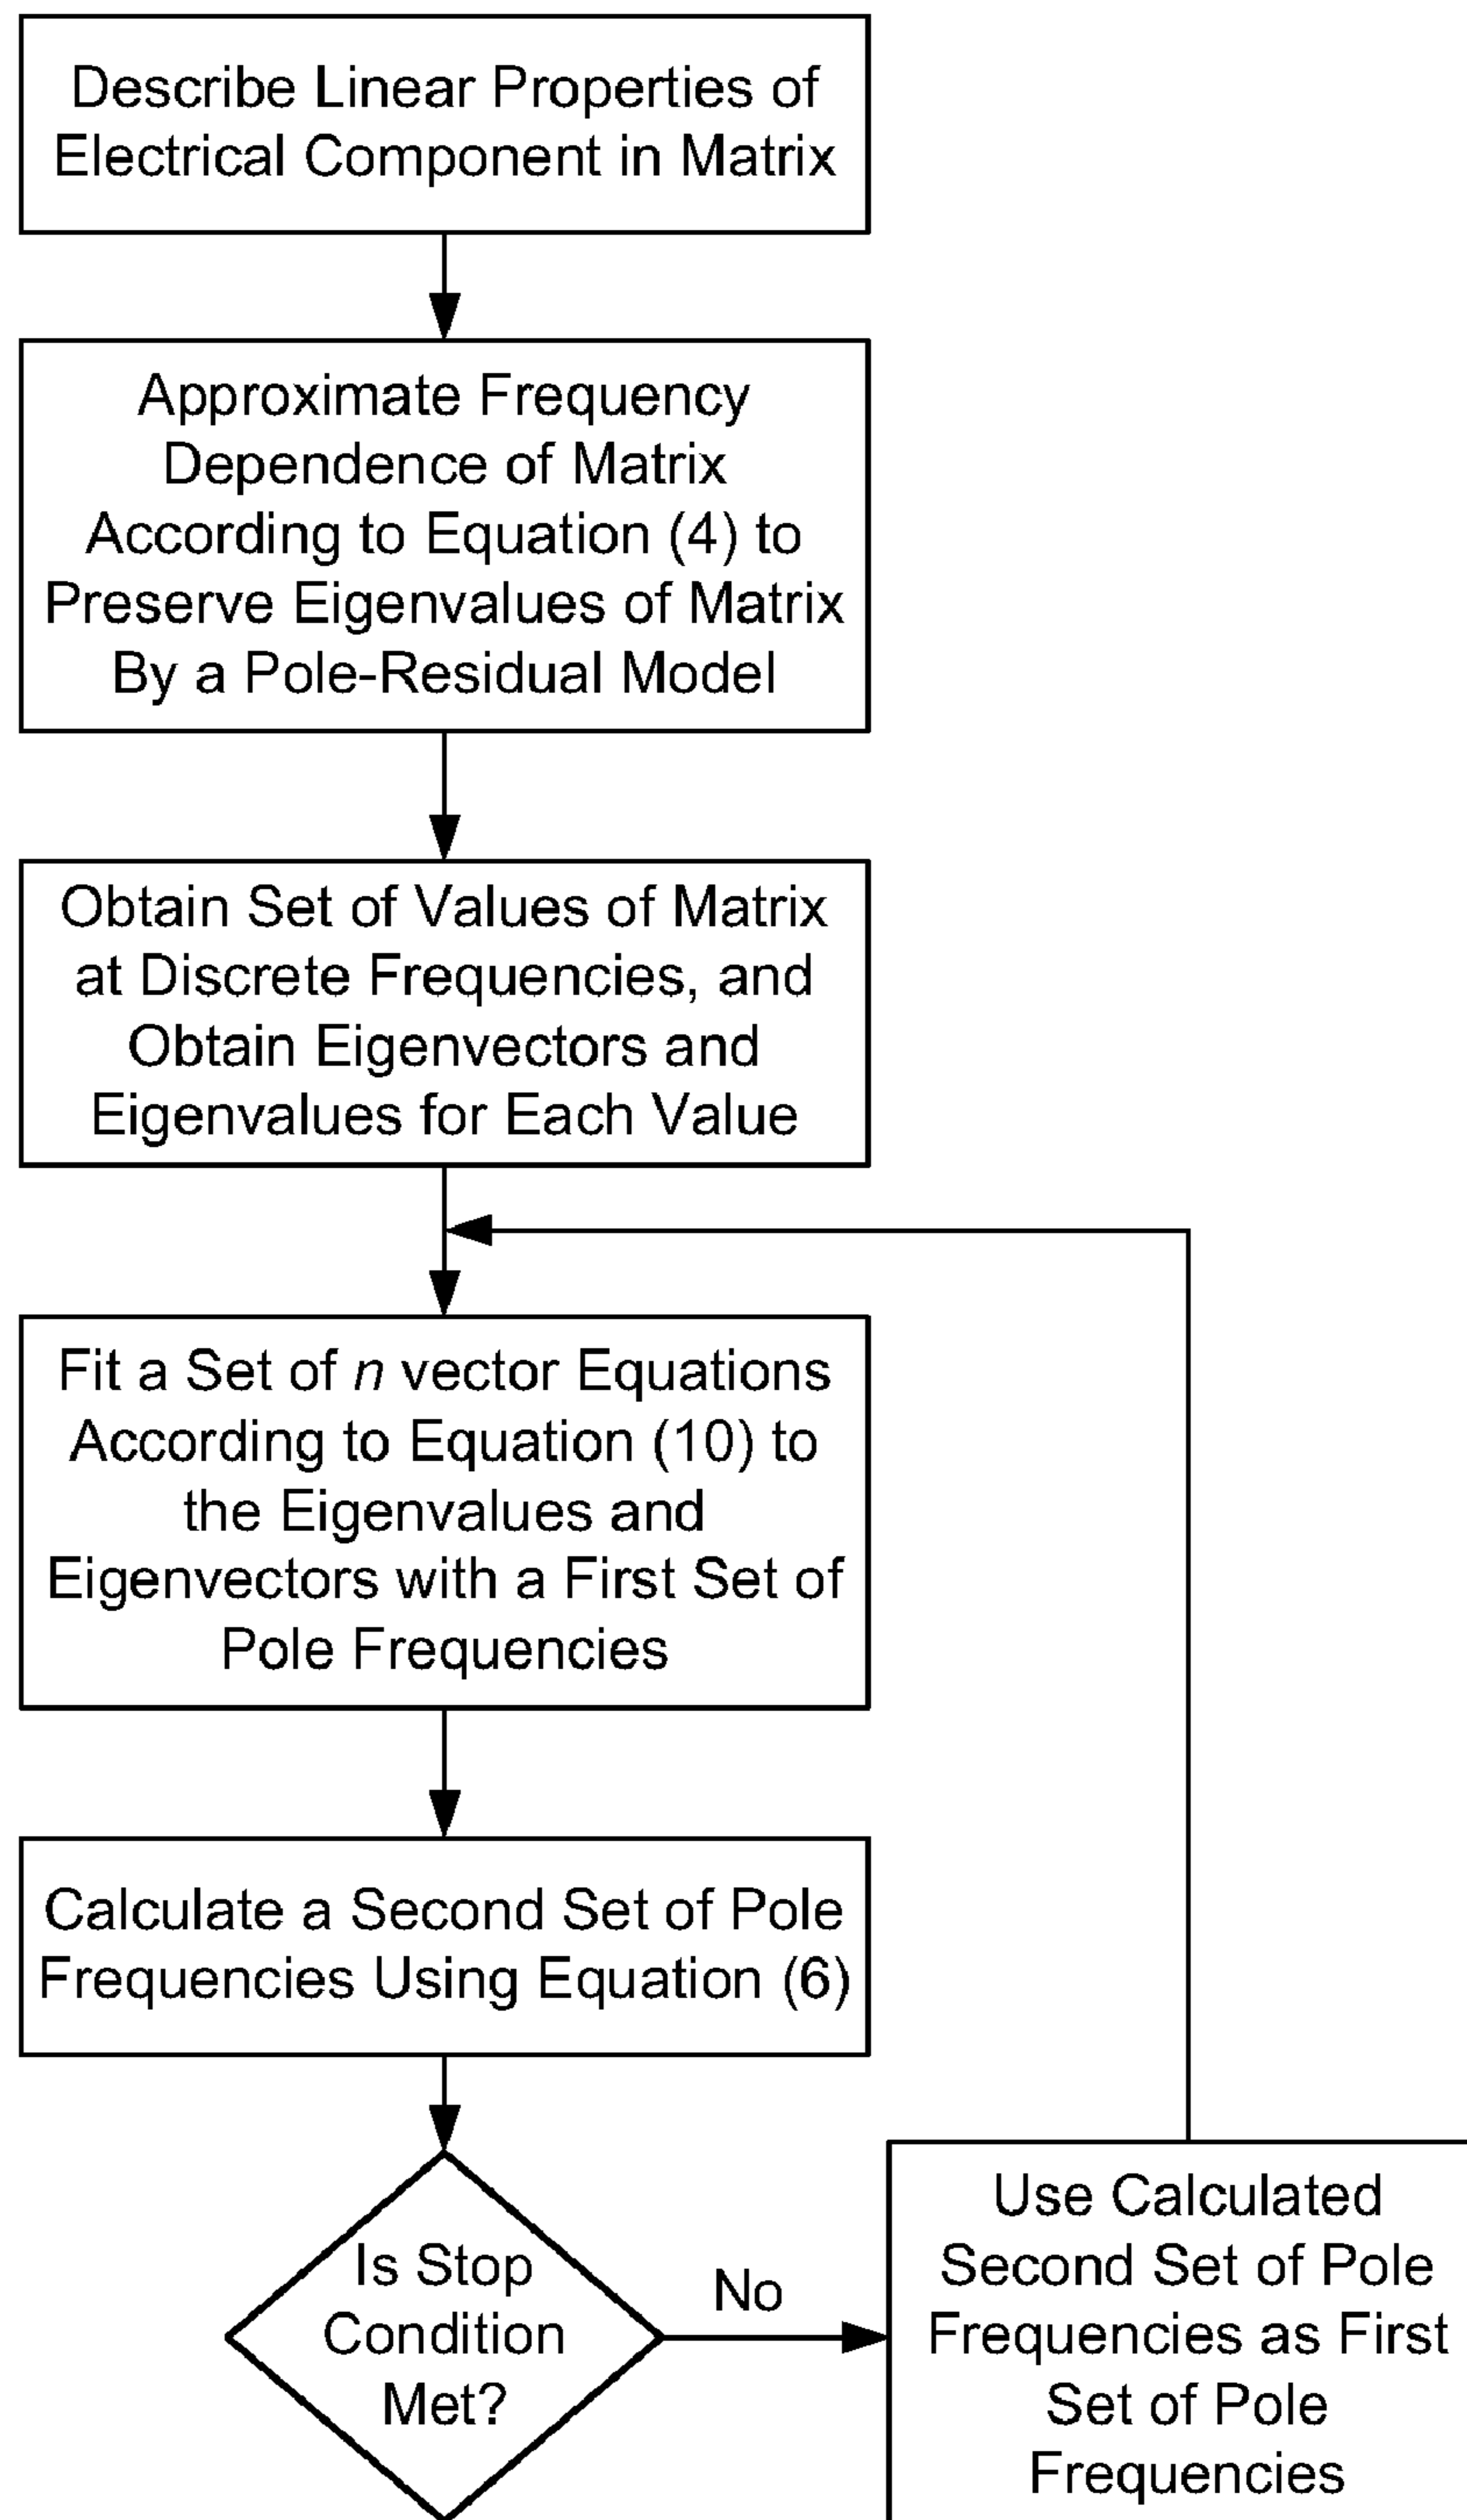 Describe Linear Properties of
Electrical Component in Matrix
Approximate Frequency
Dependence of Matrix
According to Equation (4) to
Preserve Eigenvalues of Matrix
By a Pole-Residual Model
Obtain Set of Values of Matrix
at Discrete Frequencies, and
Obtain Eigenvectors and
Eigenvalues for Each Value
Fit a Set of n vector Equations
According to Equation (10) to
the Eigenvalues and
Eigenvectors with a First Set of
Pole Frequencies
Calculate a Second Set of Pole
Frequencies Using Equation (6)
Is Stop
Condition
Met?
No
Use Calculated
Second Set of Pole
Frequencies as First
Set of Pole
Frequencies